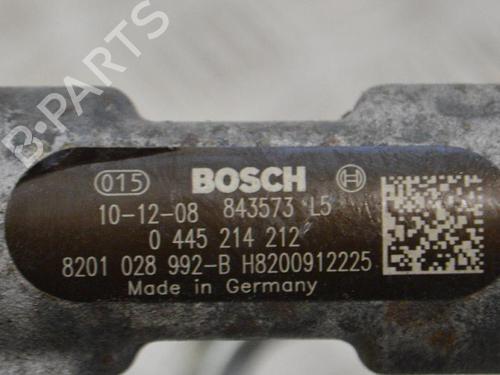 B-PARTS
015 BOSCH
10-12-08 843573 L5
0 445 214 212
8201 028 992-B H8200912225
Made in Germany